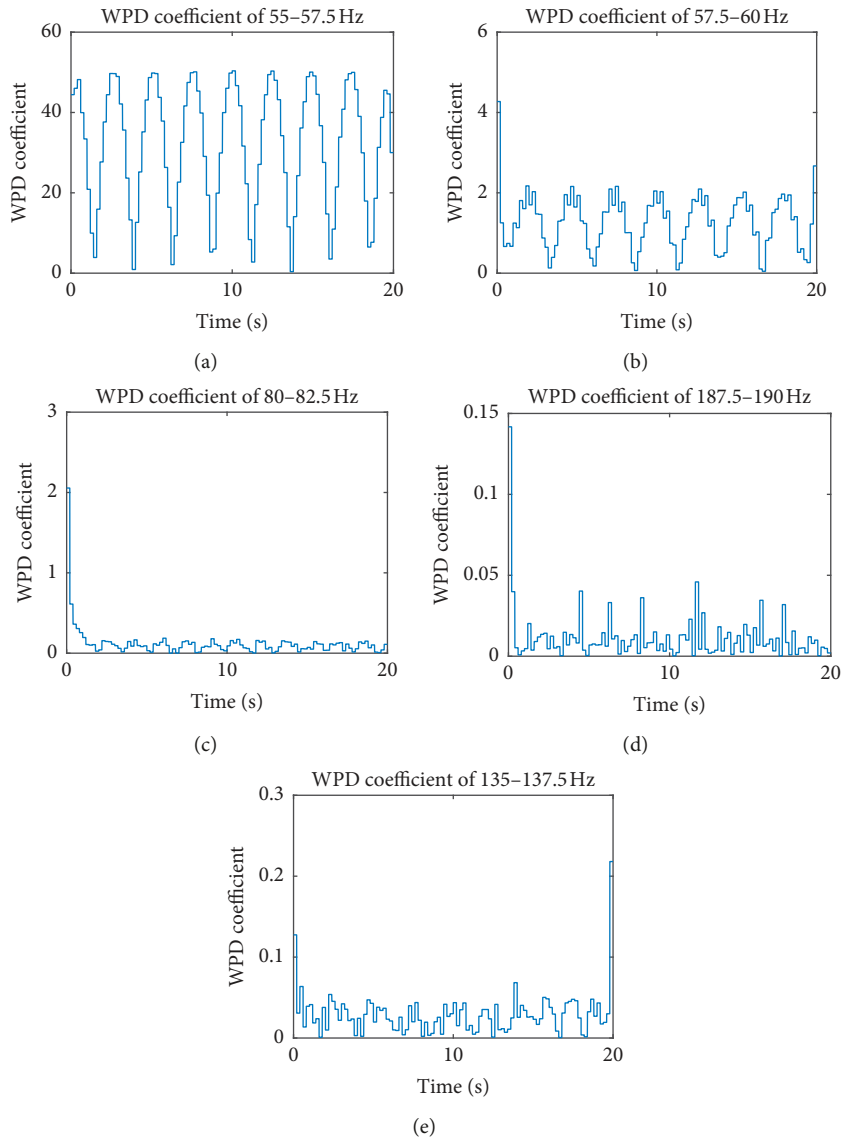 WPD coefficient of 55–57.5 Hz
60
40
20
0
WPD coefficient
0
10
20
Time (s)
(a)
WPD coefficient of 57.5–60 Hz
6
4
2
0
WPD coefficient
0
10
20
Time (s)
(b)
WPD coefficient of 80–82.5 Hz
3
2
1
0
WPD coefficient
0
10
20
Time (s)
(c)
WPD coefficient of 187.5–190 Hz
0.15
0.1
0.05
0
WPD coefficient
0
10
20
Time (s)
(d)
WPD coefficient of 135–137.5 Hz
0.3
0.2
0.1
0
WPD coefficient
0
10
20
Time (s)
(e)